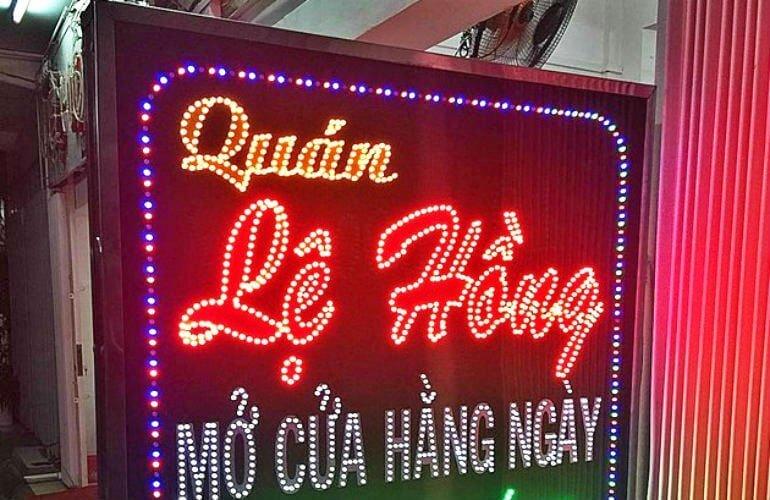 Quán
Lệ Hồng
MỞ CỬA HẰNG NGÀY